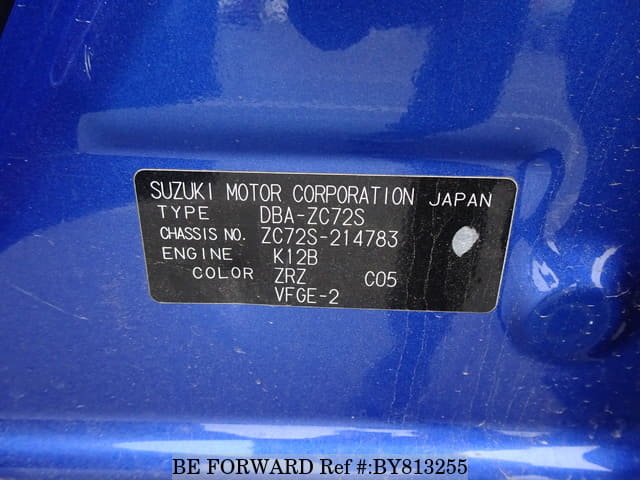 SUZUKI MOTOR CORPORATION JAPAN
TYPE DBA-ZC72S
CHASSIS NO. ZC72S-214783
ENGINE K12B
COLOR ZRZ C05
VFGE-2
BE FORWARD Ref #:BY813255